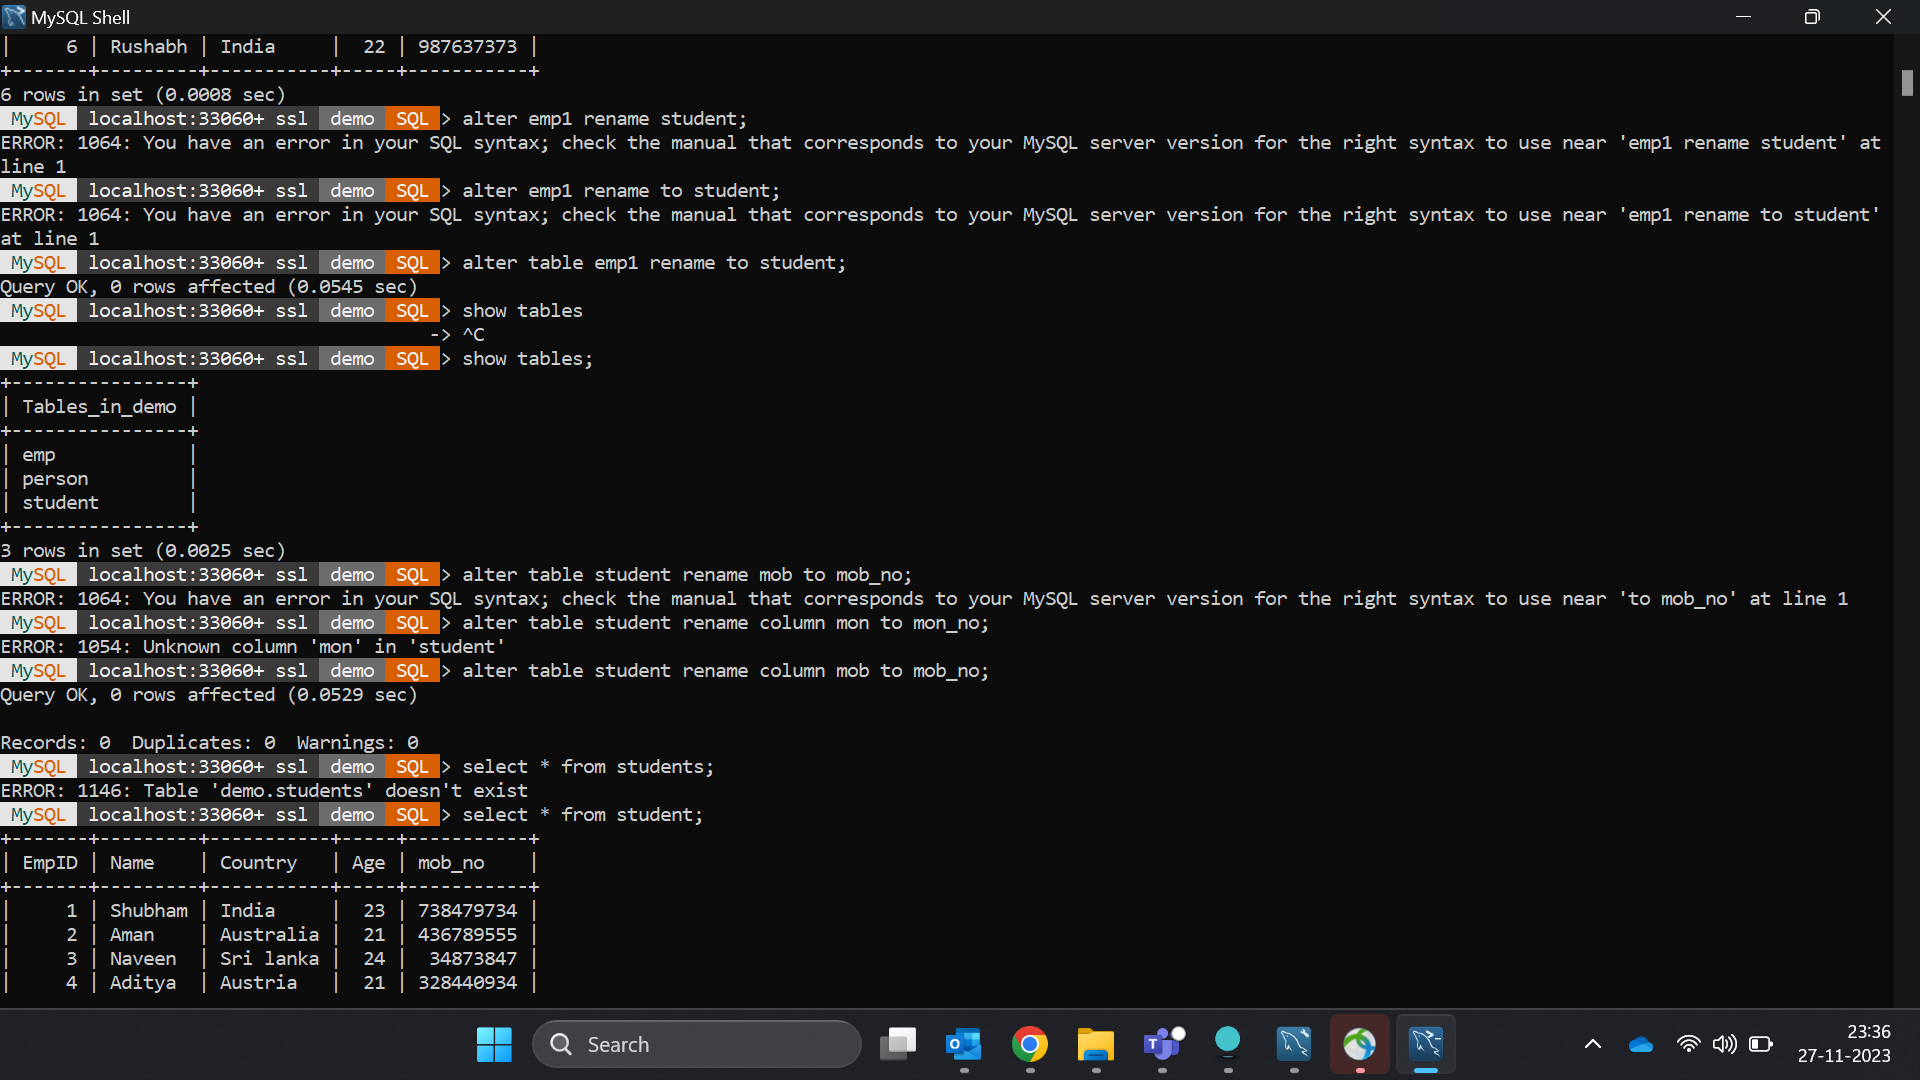 MySQL Shell
|      6 | Rushabh | India     |  22 | 987637373 |
+-------+---------+-----------+-----+-----------+
6 rows in set (0.0008 sec)
MySQL localhost:33060+ ssl demo SQL > alter emp1 rename student;
ERROR: 1064: You have an error in your SQL syntax; check the manual that corresponds to your MySQL server version for the right syntax to use near 'emp1 rename student' at
line 1
MySQL localhost:33060+ ssl demo SQL > alter emp1 rename to student;
ERROR: 1064: You have an error in your SQL syntax; check the manual that corresponds to your MySQL server version for the right syntax to use near 'emp1 rename to student'
at line 1
MySQL localhost:33060+ ssl demo SQL > alter table emp1 rename to student;
Query OK, 0 rows affected (0.0545 sec)
MySQL localhost:33060+ ssl demo SQL > show tables
-> ^C
MySQL localhost:33060+ ssl demo SQL > show tables;
+----------------+
| Tables_in_demo |
+----------------+
| emp            |
| person         |
| student        |
+----------------+
3 rows in set (0.0025 sec)
MySQL localhost:33060+ ssl demo SQL > alter table student rename mob to mob_no;
ERROR: 1064: You have an error in your SQL syntax; check the manual that corresponds to your MySQL server version for the right syntax to use near 'to mob_no' at line 1
MySQL localhost:33060+ ssl demo SQL > alter table student rename column mon to mon_no;
ERROR: 1054: Unknown column 'mon' in 'student'
MySQL localhost:33060+ ssl demo SQL > alter table student rename column mob to mob_no;
Query OK, 0 rows affected (0.0529 sec)
Records: 0  Duplicates: 0  Warnings: 0
MySQL localhost:33060+ ssl demo SQL > select * from students;
ERROR: 1146: Table 'demo.students' doesn't exist
MySQL localhost:33060+ ssl demo SQL > select * from student;
+-------+---------+-----------+-----+-----------+
| EmpID | Name    | Country   | Age | mob_no    |
+-------+---------+-----------+-----+-----------+
|     1 | Shubham | India     |  23 | 738479734 |
|     2 | Aman    | Australia |  21 | 436789555 |
|     3 | Naveen  | Sri lanka |  24 |  34873847 |
|     4 | Aditya  | Austria   |  21 | 328440934 |
Search
23:36
27-11-2023